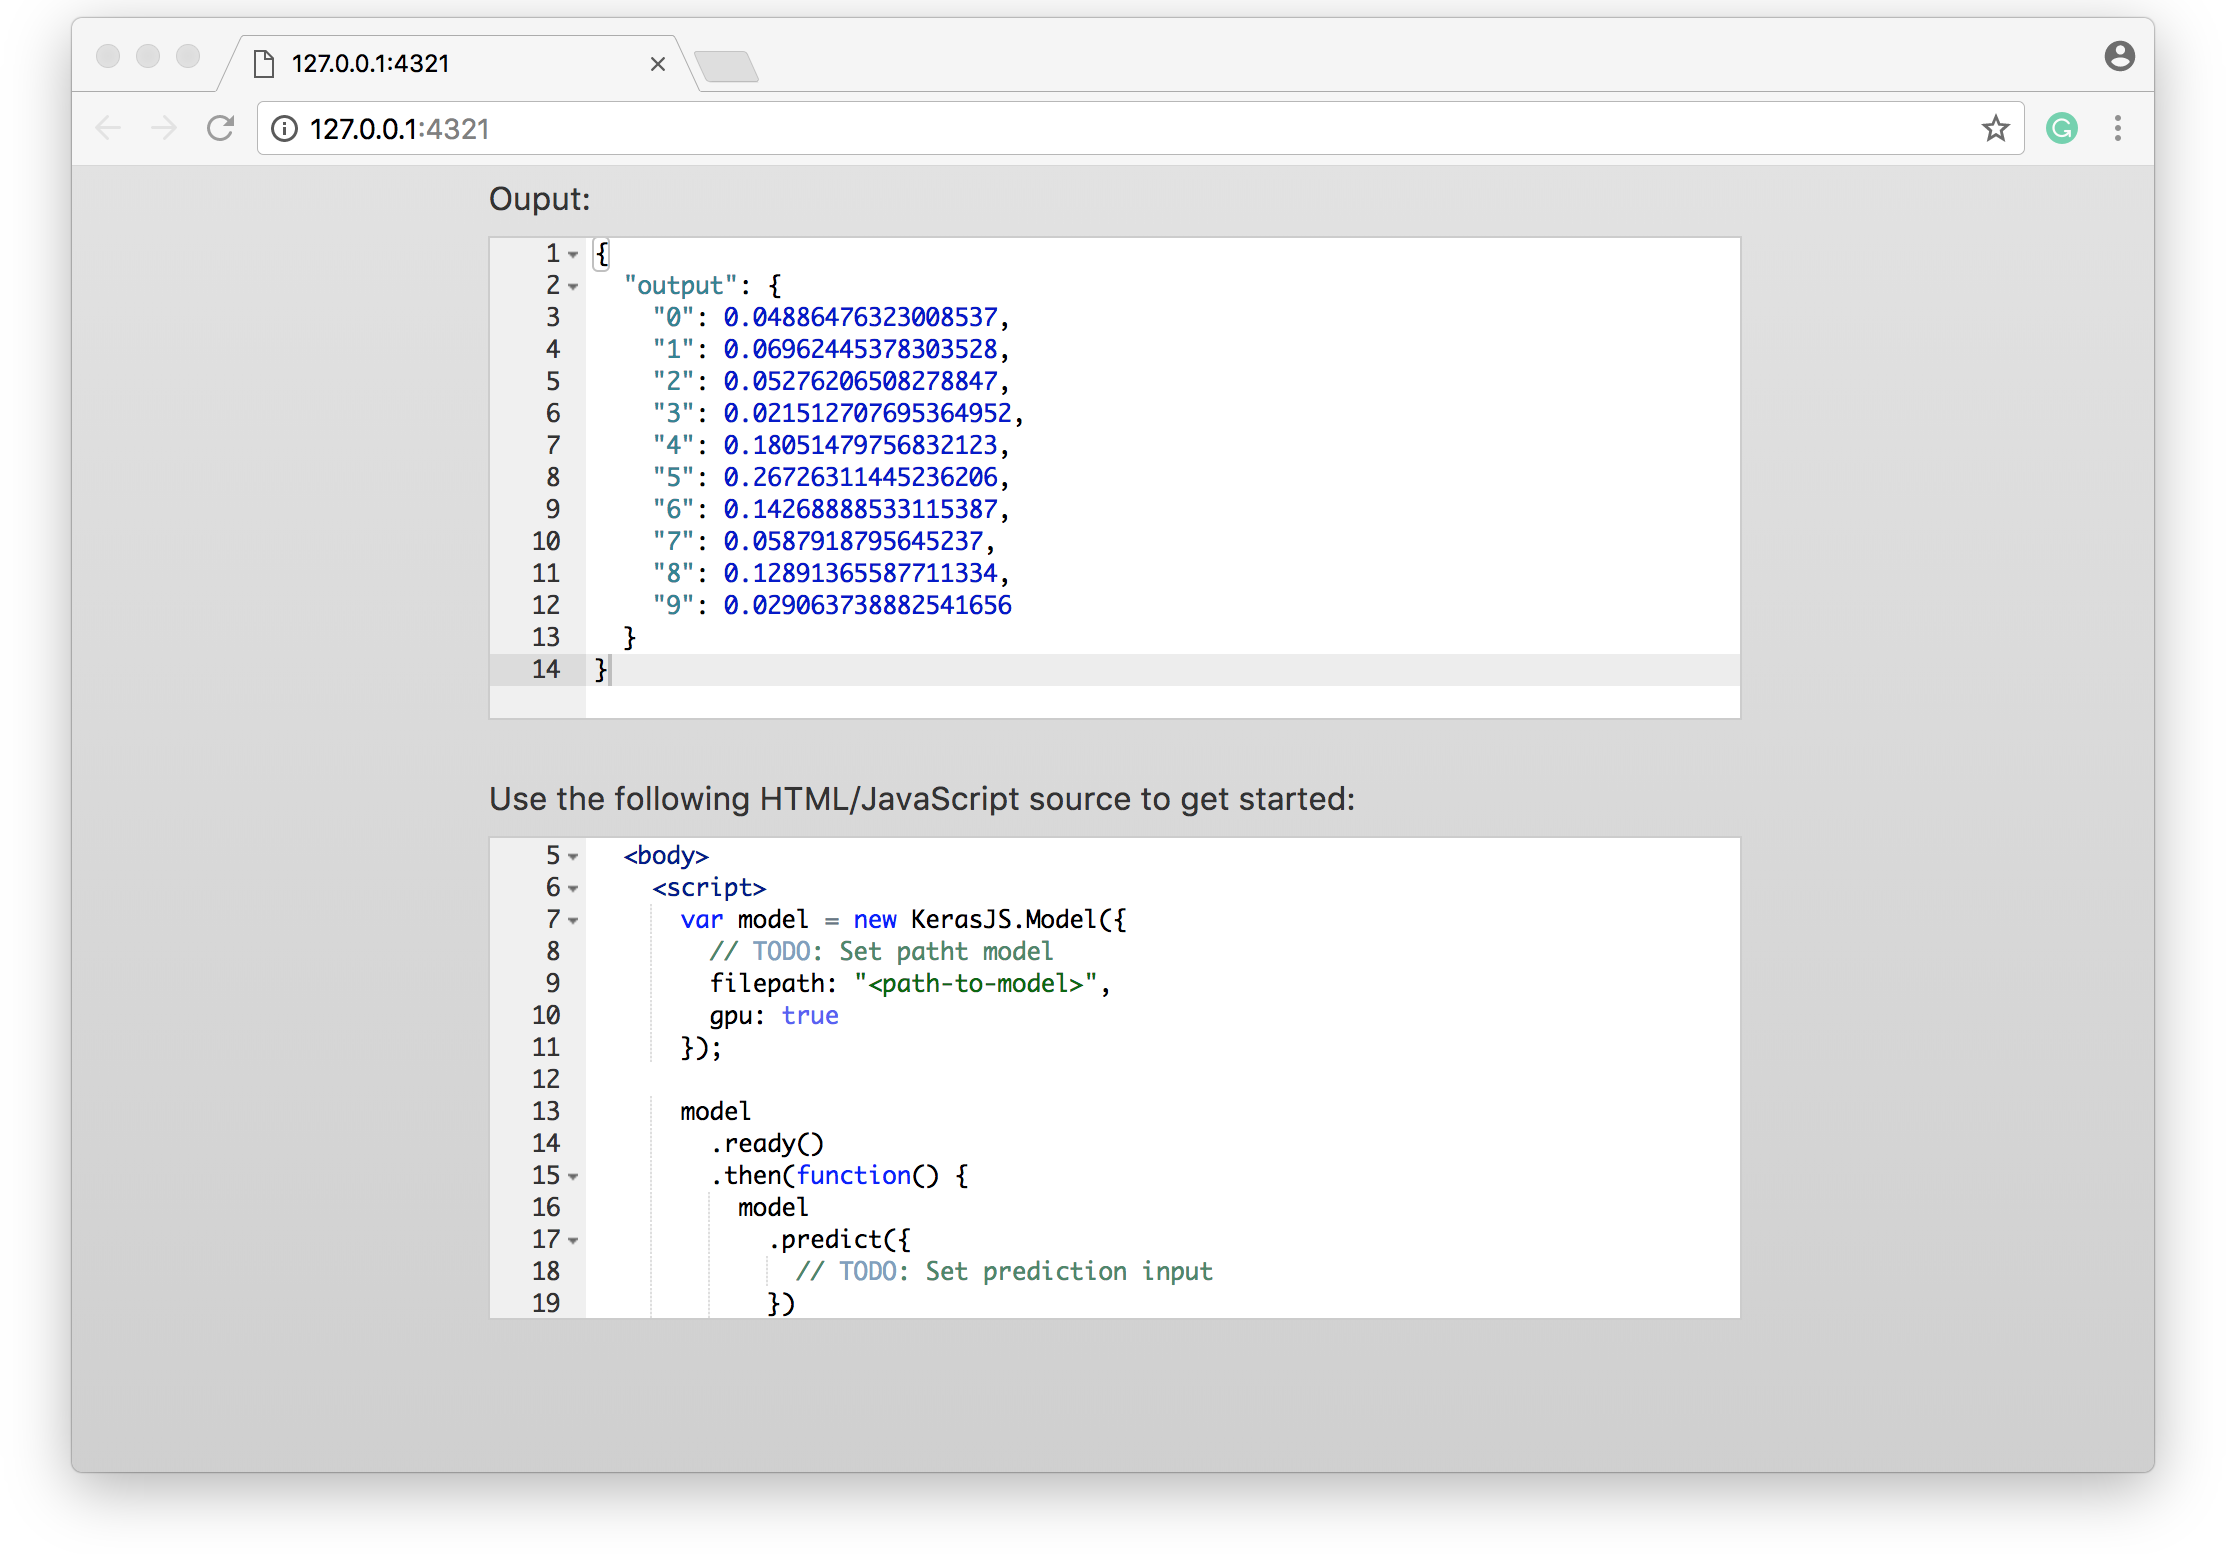 127.0.0.1:4321
127.0.0.1:4321
Ouput:
1 {
2 "output": {
3 "0": 0.04886476323008537,
4 "1": 0.06962445378303528,
5 "2": 0.05276206508278847,
6 "3": 0.021512707695364952,
7 "4": 0.18051479756832123,
8 "5": 0.26726311445236206,
9 "6": 0.14268888533115387,
10 "7": 0.0587918795645237,
11 "8": 0.12891365587711334,
12 "9": 0.029063738882541656
13 }
14 }
Use the following HTML/JavaScript source to get started:
5 <body>
6 <script>
7 var model = new KerasJS.Model({
8 // TODO: Set patht model
9 filepath: "<path-to-model>",
10 gpu: true
11 });
12
13 model
14 .ready()
15 .then(function() {
16 model
17 .predict({
18 // TODO: Set prediction input
19 })